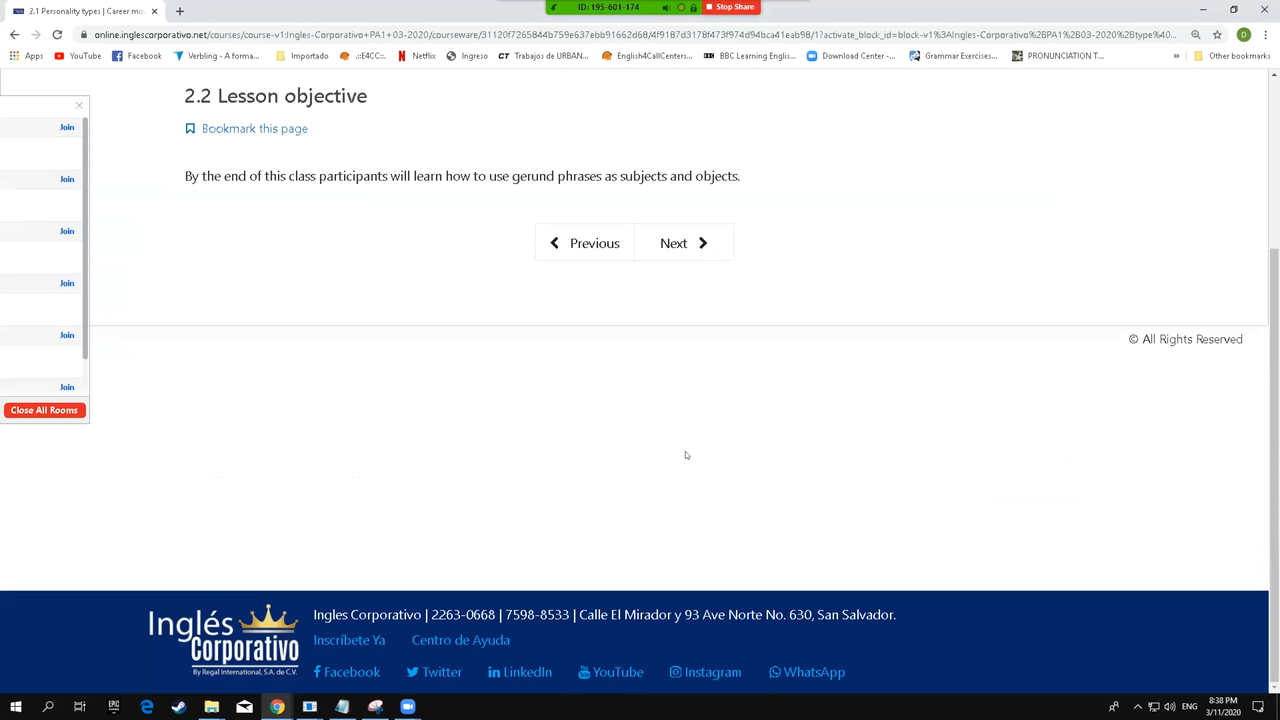 2.1 Personality types | Career mo
ID: 195-601-174
Stop Share
online.inglescorporativo.net/courses/course-v1:Ingles-Corporativo+PA1+03-2020/courseware/31120f7265844b759e637ebb91662d68/4f9187d3178f473f974d94bca41eab98/1?activate_block_id=block-v1%3AIngles-Corporativo%2BPA1%2B03-2020%2Btype%40...
D
Apps
YouTube
Facebook
Verbling - A forma...
Importado
.::E4CC::.
Netflix
Ingreso
CT Trabajos de URBAN...
English4CallCenters...
BBC Learning Englis...
Download Center -...
Grammar Exercises...
PRONUNCIATION T...
Other bookmarks
2.2 Lesson objective
Bookmark this page
By the end of this class participants will learn how to use gerund phrases as subjects and objects.
Previous
Next
Join
Join
Join
Join
Join
Join
Close All Rooms
© All Rights Reserved
Inglés
Corporativo
By Regal International, S.A. de C.V.
Ingles Corporativo | 2263-0668 | 7598-8533 | Calle El Mirador y 93 Ave Norte No. 630, San Salvador.
Inscríbete Ya
Centro de Ayuda
Facebook
Twitter
LinkedIn
YouTube
Instagram
WhatsApp
ENG
8:38 PM
3/11/2020